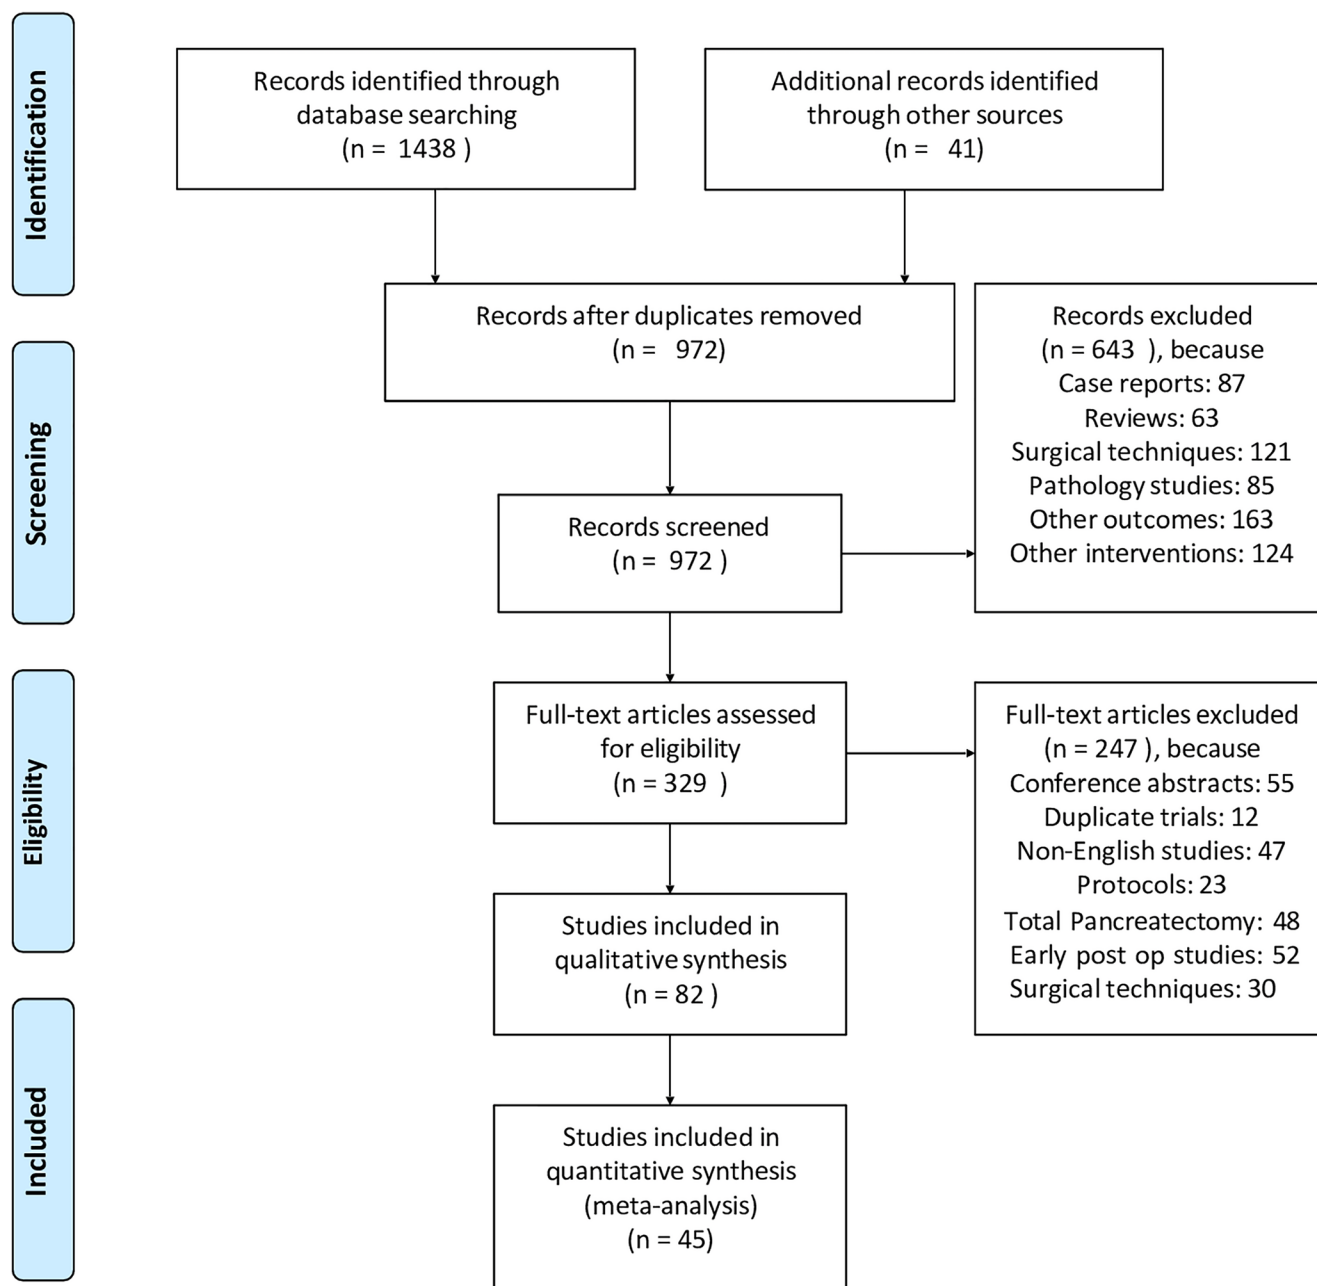 Identification
Records identified through
database searching
(n = 1438 )
Additional records identified
through other sources
(n = 41)
Records after duplicates removed
(n = 972)
Screening
Records screened
(n = 972 )
Records excluded
(n = 643 ), because
Case reports: 87
Reviews: 63
Surgical techniques: 121
Pathology studies: 85
Other outcomes: 163
Other interventions: 124
Eligibility
Full-text articles assessed
for eligibility
(n = 329 )
Full-text articles excluded
(n = 247 ), because
Conference abstracts: 55
Duplicate trials: 12
Non-English studies: 47
Protocols: 23
Total Pancreatectomy: 48
Early post op studies: 52
Surgical techniques: 30
Studies included in
qualitative synthesis
(n = 82 )
Included
Studies included in
quantitative synthesis
(meta-analysis)
(n = 45)